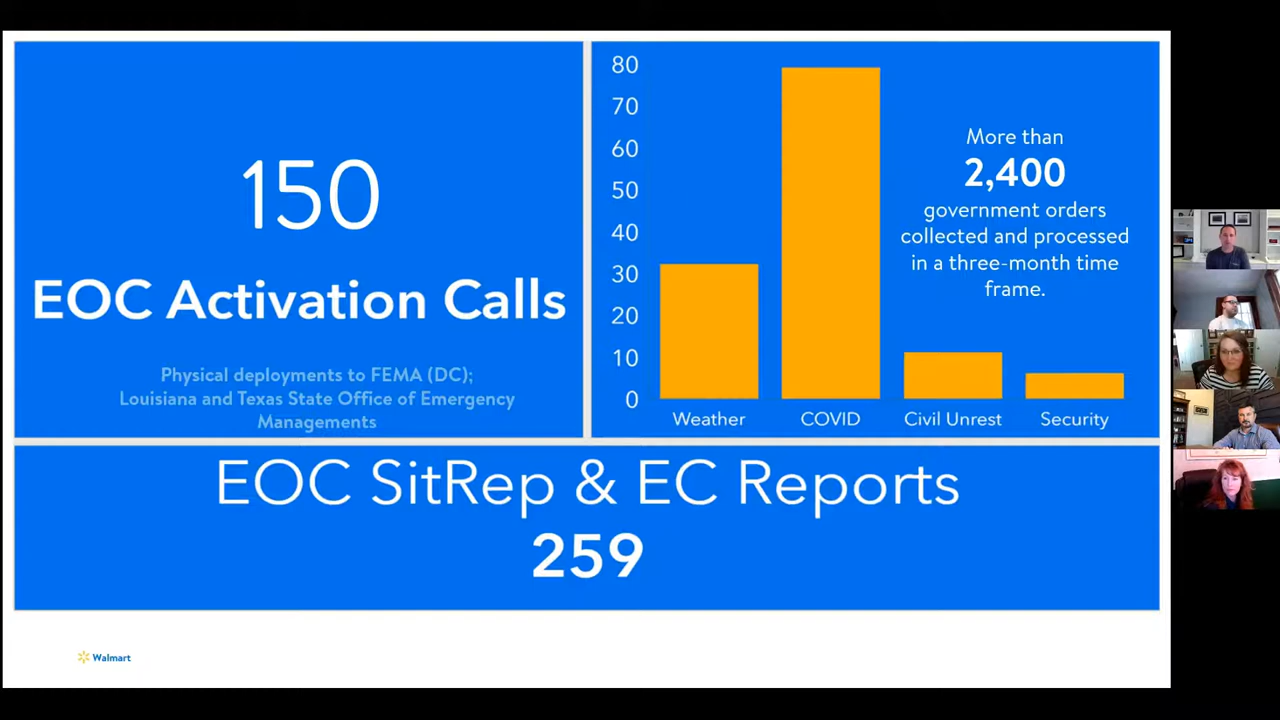 150
EOC Activation Calls
Physical deployments to FEMA (DC);
Louisiana and Texas State Office of Emergency
Managements
80
70
60
50
40
30
20
10
0
Weather
COVID
Civil Unrest
Security
More than
2,400
government orders
collected and processed
in a three-month time
frame.
EOC SitRep & EC Reports
259
Walmart